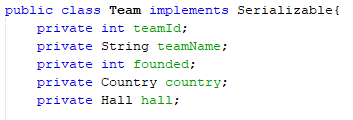 public class Team implements Serializable{
private int teamId;
private String teamName;
private int founded;
private Country country;
private Hall hall;